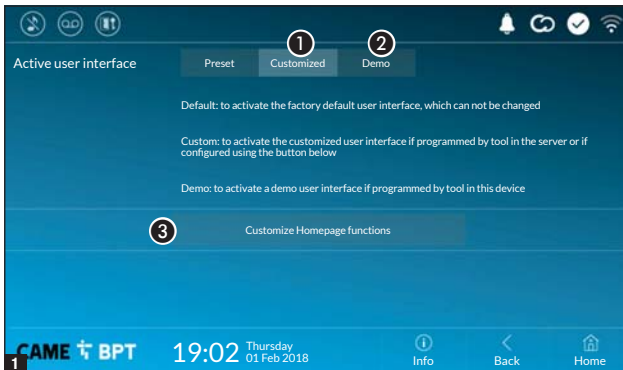 1 2
Active user interface Preset Customized Demo
Default: to activate the factory default user interface, which can not be changed
Custom: to activate the customized user interface if programmed by tool in the server or if
configured using the button below
Demo: to activate a demo user interface if programmed by tool in this device
3 Customize Homepage functions
CAME BPT 19:02 Thursday
01 Feb 2018
Info Back Home
1